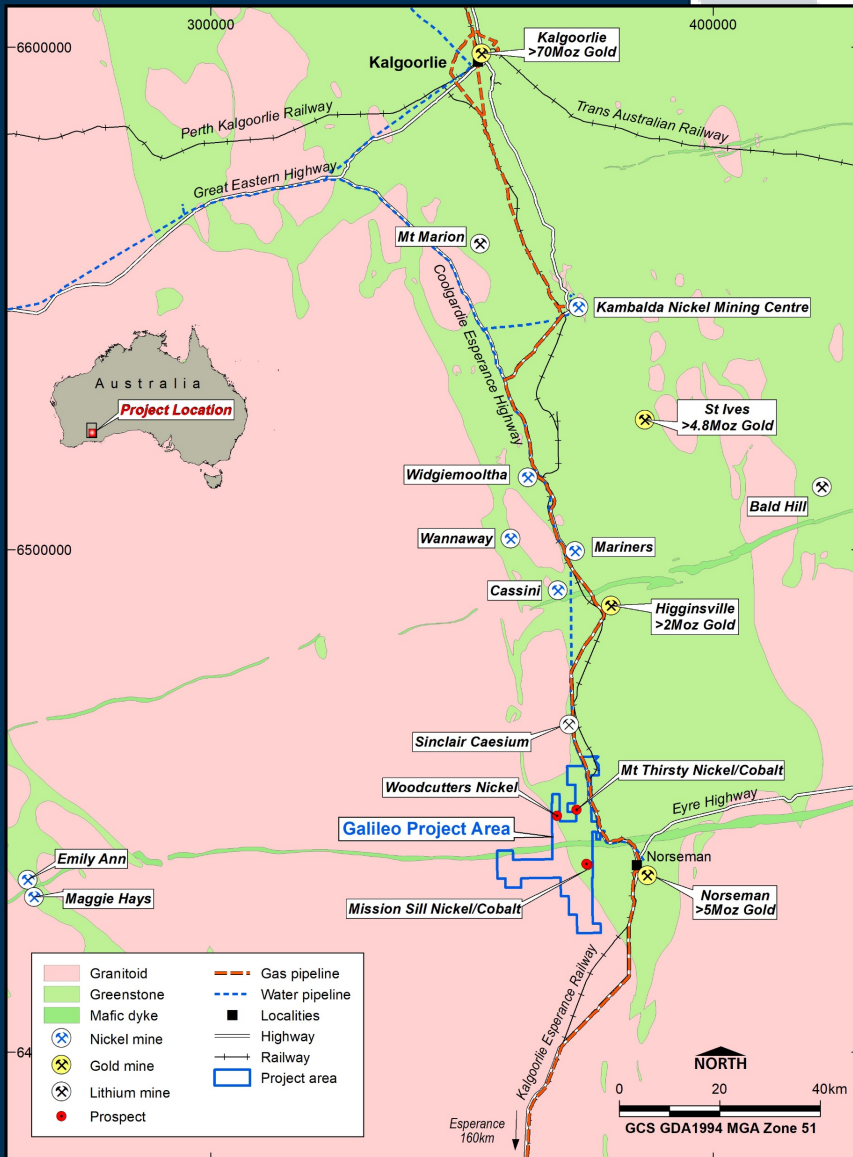 300000
400000
6600000
Kalgoorlie
>70Moz Gold
Kalgoorlie
Perth Kalgoorlie Railway
Trans Australian Railway
Great Eastern Highway
Mt Marion
Coolgardie Esperance Highway
Kambalda Nickel Mining Centre
Australia
Project Location
St Ives
>4.8Moz Gold
Widgiemooltha
Bald Hill
6500000
Wannaway
Mariners
Cassini
Higginsville
>2Moz Gold
Sinclair Caesium
Mt Thirsty Nickel/Cobalt
Woodcutters Nickel
Eyre Highway
Galileo Project Area
Norseman
Emily Ann
Maggie Hays
Mission Sill Nickel/Cobalt
Norseman
>5Moz Gold
Granitoid
Greenstone
Mafic dyke
Nickel mine
Gold mine
Lithium mine
Prospect
Gas pipeline
Water pipeline
Localities
Highway
Railway
Project area
64
Kalgoorlie Esperance Railway
Esperance
160km
NORTH
0 20 40km
GCS GDA1994 MGA Zone 51